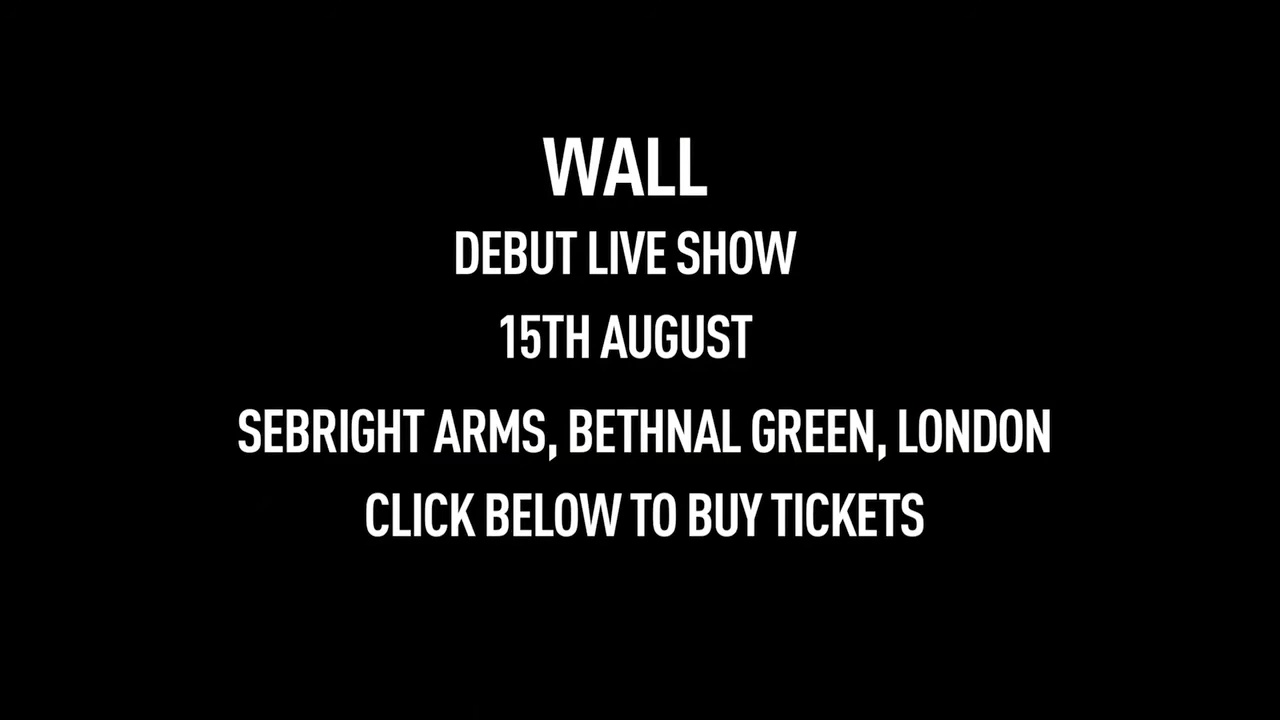 WALL
DEBUT LIVE SHOW
15TH AUGUST
SEBRIGHT ARMS, BETHNAL GREEN, LONDON
CLICK BELOW TO BUY TICKETS